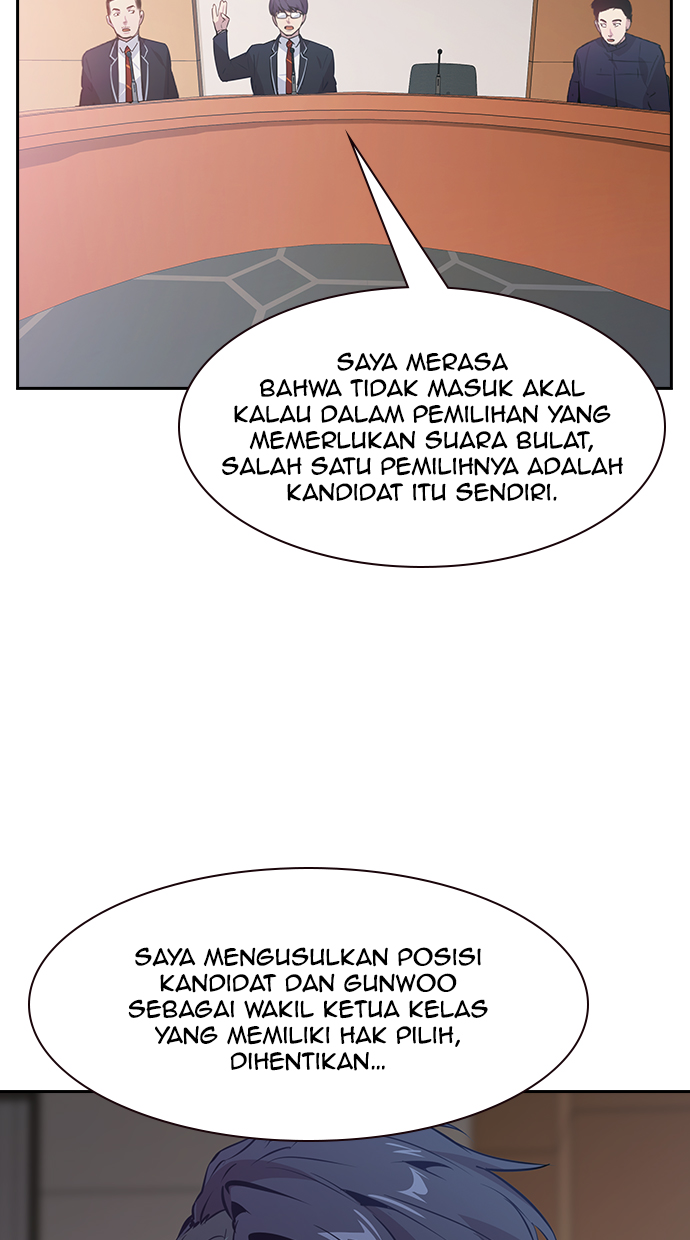 SAYA MERASA
BAHWA TIDAK MASUK AKAL
KALAU DALAM PEMILIHAN YANG
MEMERLUKAN SUARA BULAT,
SALAH SATU PEMILIHNYA ADALAH
KANDIDAT ITU SENDIRI.
SAYA MENGUSULKAN POSISI
KANDIDAT DAN GUNWOO
SEBAGAI WAKIL KETUA KELAS
YANG MEMILIKI HAK PILIH,
DIHENTIKAN...